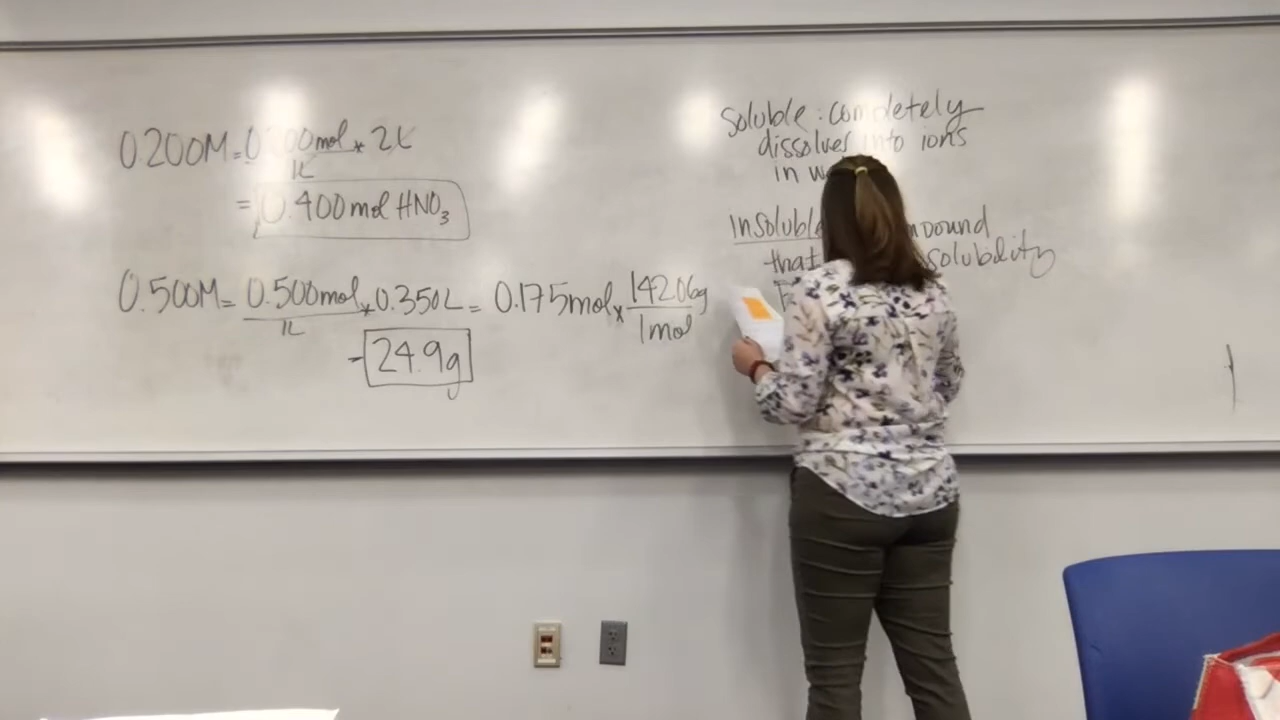 0.200M = mol * 2L
1L
= 0.400 mol HNO3
0.500M = 0.500mol * 0.350L = 0.175mol x 142.06g
1L 1mol
= 24.9g
Soluble: completely
dissolves into ions
in
insoluble
that solubility